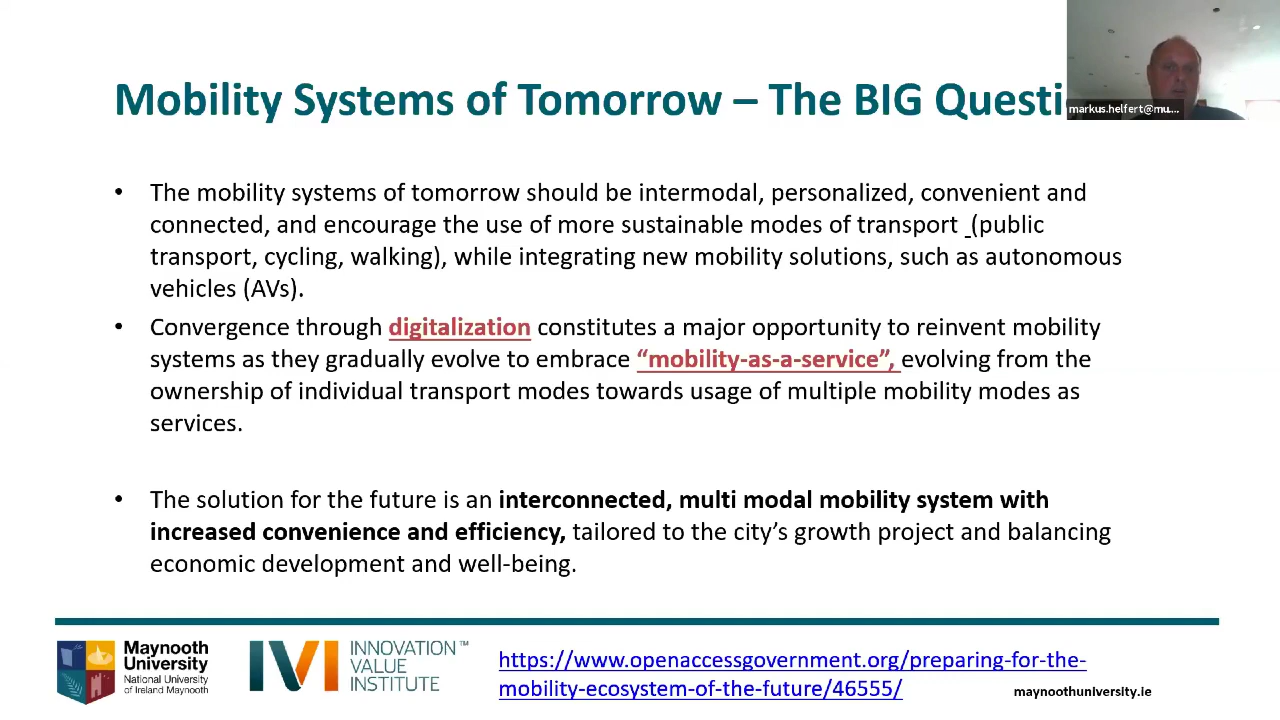 Mobility Systems of Tomorrow – The BIG Questi
markus.helfert@mu...
• The mobility systems of tomorrow should be intermodal, personalized, convenient and
connected, and encourage the use of more sustainable modes of transport (public
transport, cycling, walking), while integrating new mobility solutions, such as autonomous
vehicles (AVs).
• Convergence through digitalization constitutes a major opportunity to reinvent mobility
systems as they gradually evolve to embrace “mobility-as-a-service”, evolving from the
ownership of individual transport modes towards usage of multiple mobility modes as
services.
• The solution for the future is an interconnected, multi modal mobility system with
increased convenience and efficiency, tailored to the city’s growth project and balancing
economic development and well-being.
Maynooth
University
National University
of Ireland Maynooth
IVI INNOVATION™
VALUE
INSTITUTE
https://www.openaccessgovernment.org/preparing-for-the-
mobility-ecosystem-of-the-future/46555/
maynoothuniversity.ie